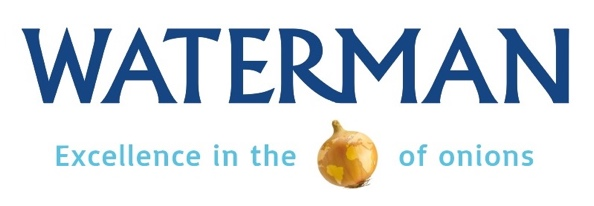 WATERMAN
Excellence in the of onions